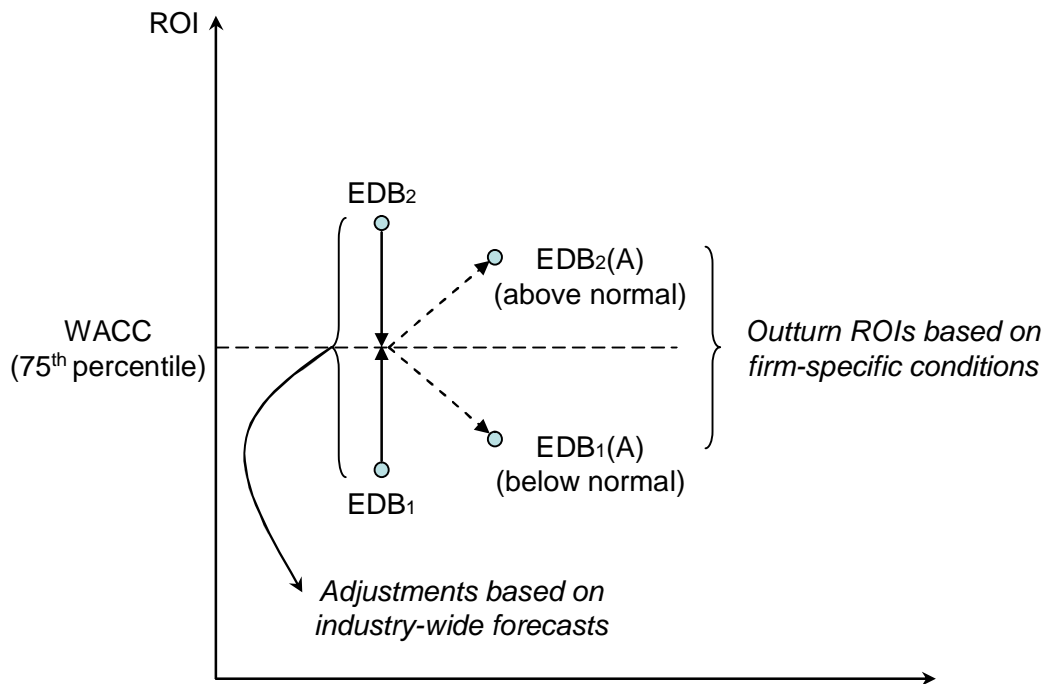 ROI
EDB2
EDB2(A)
(above normal)
WACC
(75th percentile)
Outturn ROIs based on
firm-specific conditions
EDB1(A)
(below normal)
EDB1
Adjustments based on
industry-wide forecasts